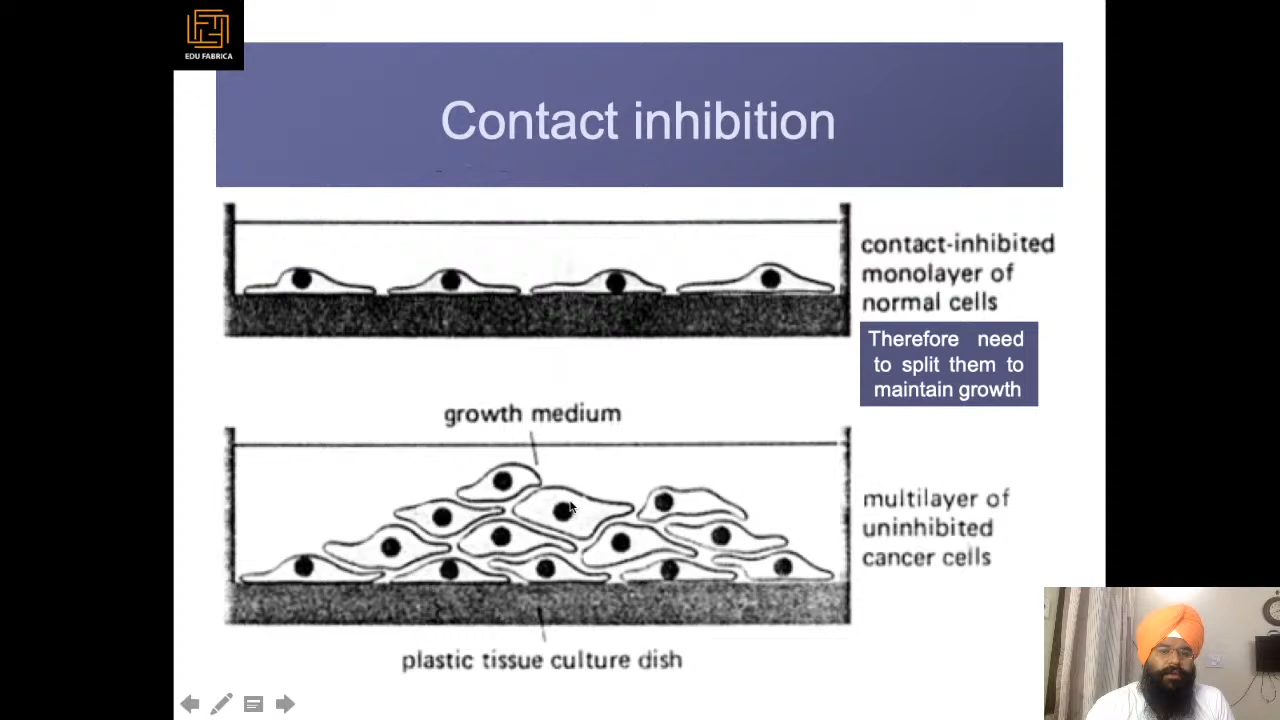 EDU FABRICA
Contact inhibition
contact-inhibited
monolayer of
normal cells
Therefore need
to split them to
maintain growth
growth medium
multilayer of
uninhibited
cancer cells
plastic tissue culture dish